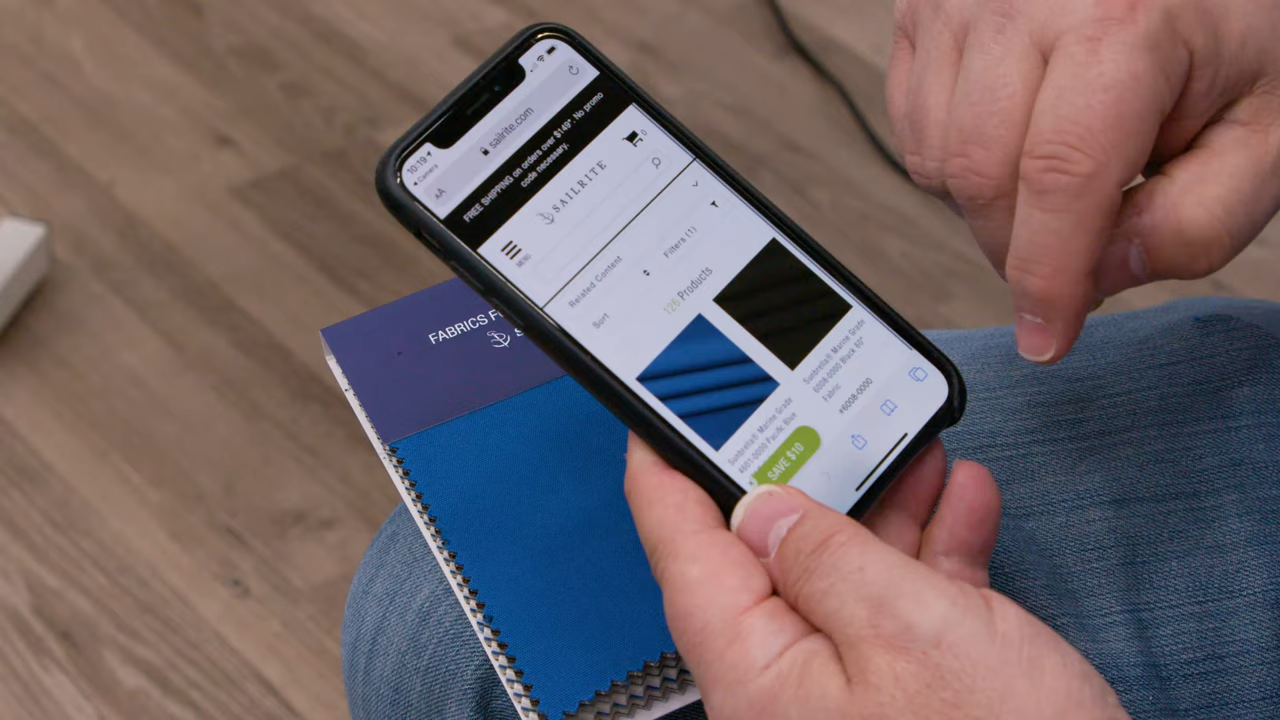 10:19
Camera
AA
sailrite.com
FREE SHIPPING on orders over $149*. No promo
code necessary.
MENU
SAILRITE
0
Related Content
Sort
Filters (1)
126 Products
Sunbrella® Marine Grade
4601-0000 Pacific Blue
Sunbrella® Marine Grade
6008-0000 Black 60"
Fabric
#6008-0000
SAVE $10
FABRICS F
S